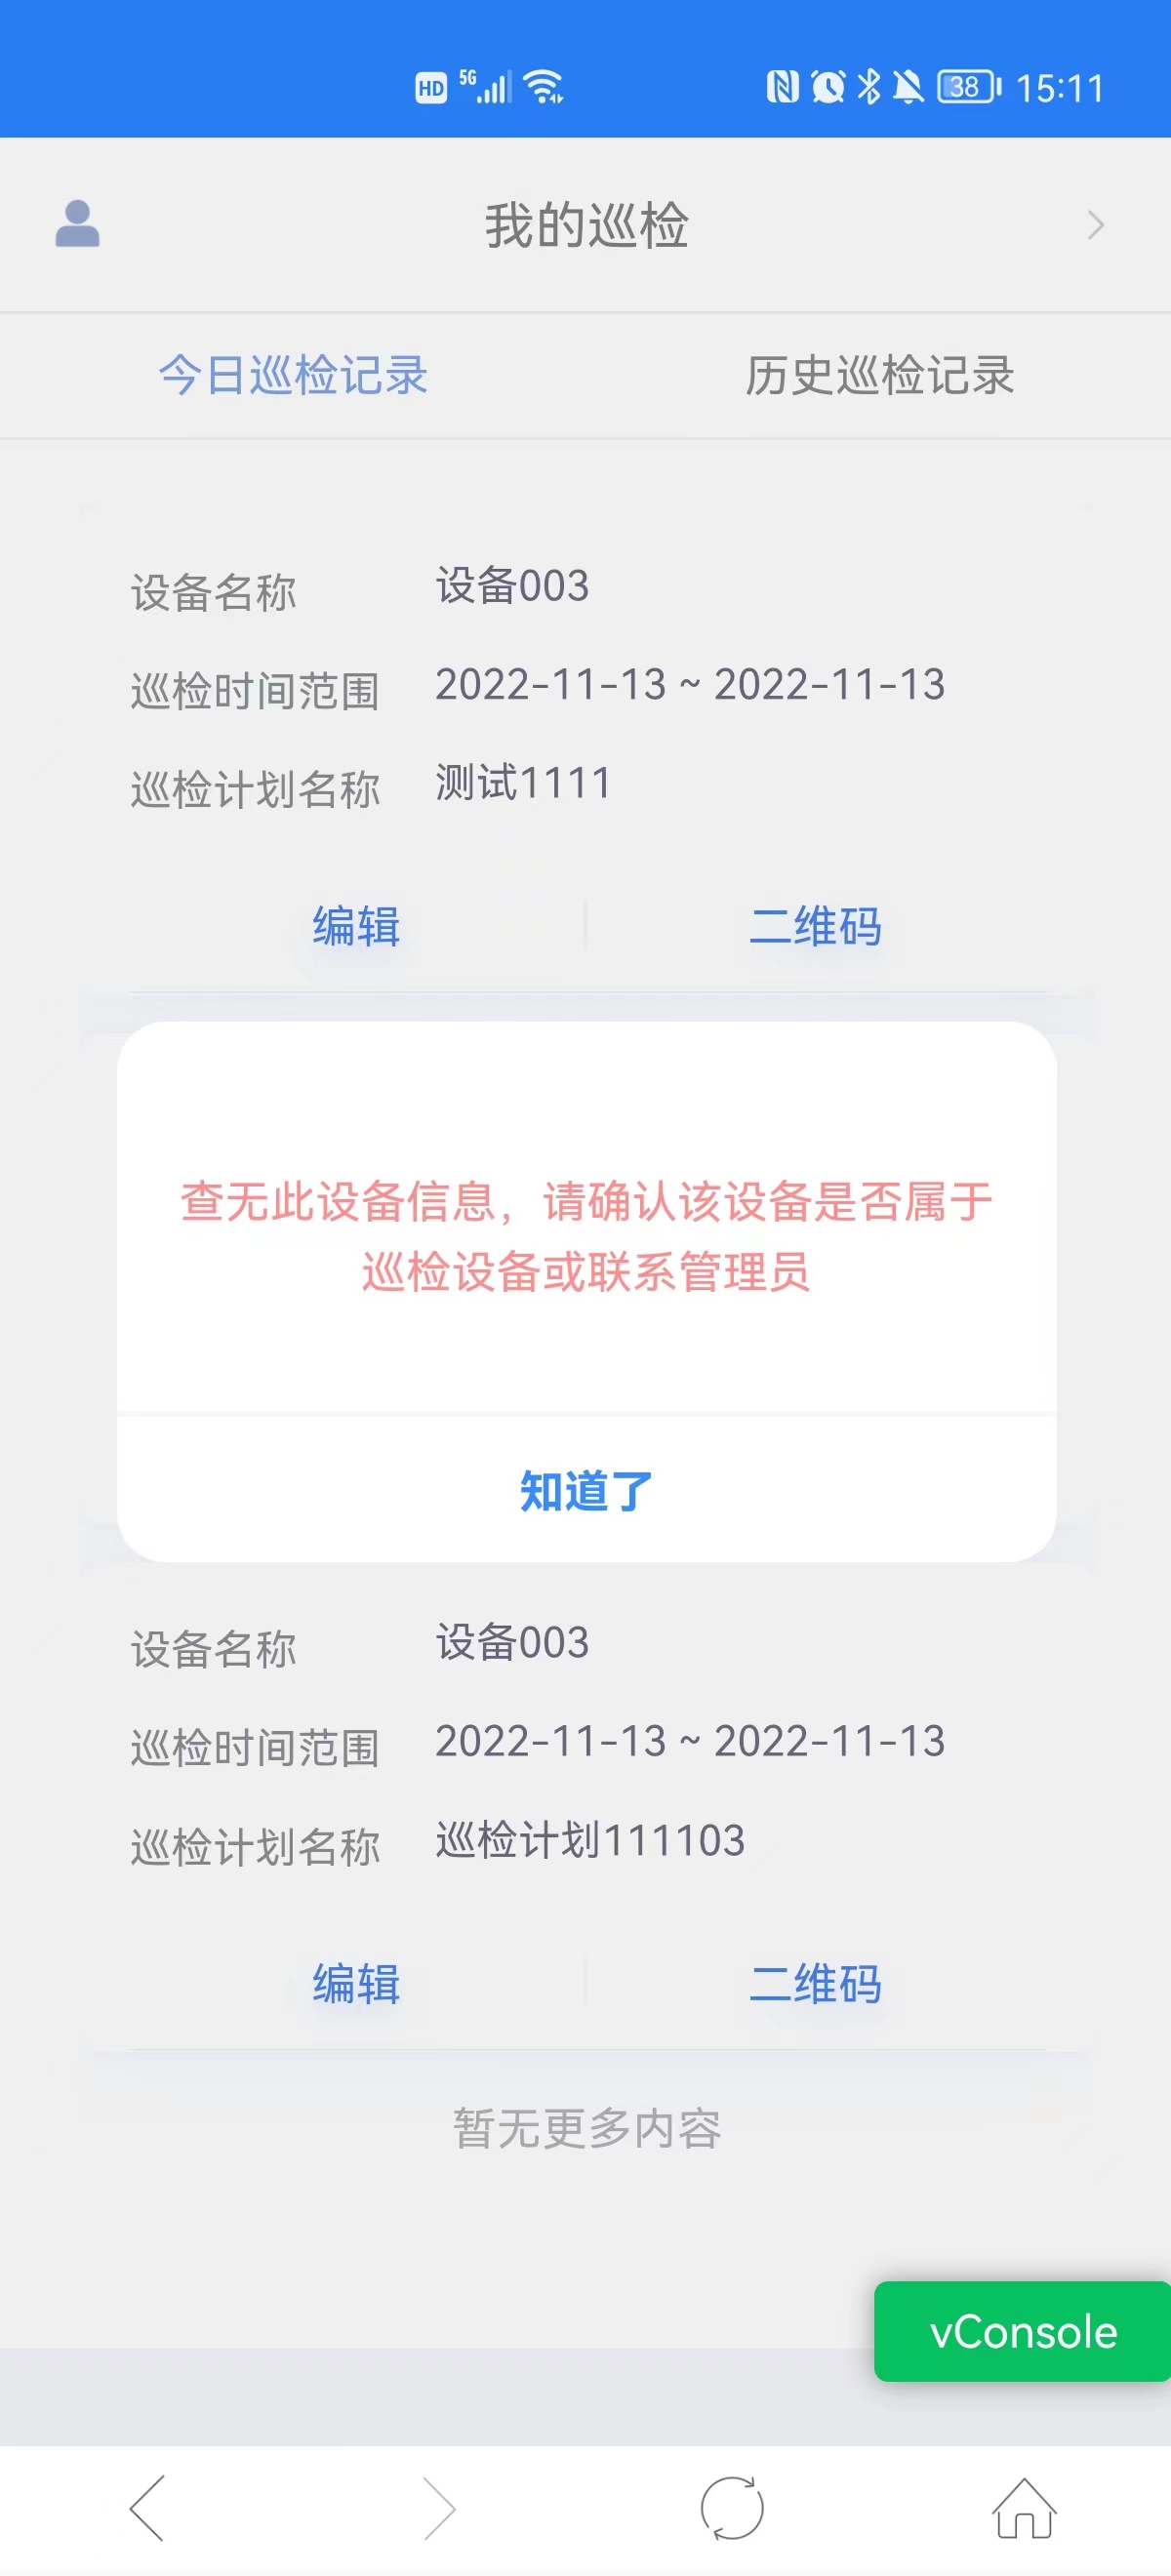 HD 5G 38 15:11
我的巡检
今日巡检记录 历史巡检记录
设备名称 设备003
巡检时间范围 2022-11-13 ~ 2022-11-13
巡检计划名称 测试1111
编辑 二维码
查无此设备信息，请确认该设备是否属于
巡检设备或联系管理员
知道了
设备名称 设备003
巡检时间范围 2022-11-13 ~ 2022-11-13
巡检计划名称 巡检计划111103
编辑 二维码
暂无更多内容
vConsole